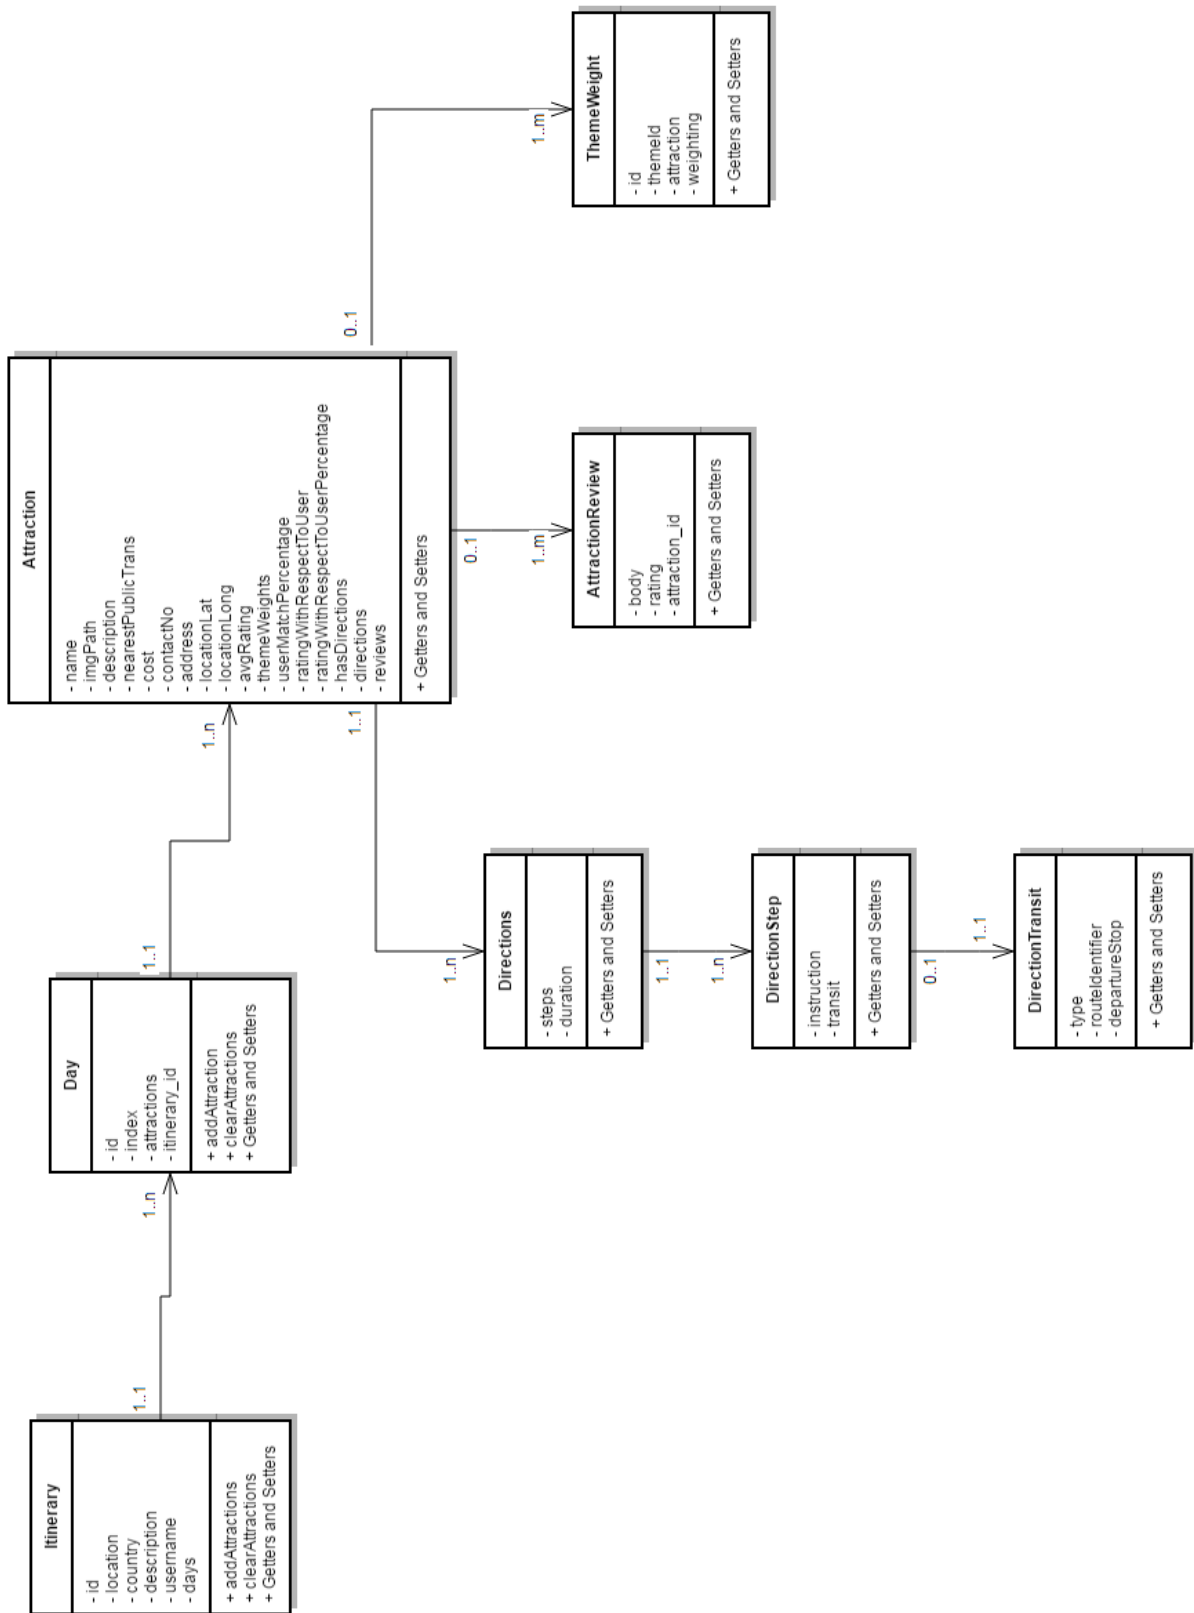 Itinerary
- id
- location
- country
- description
- username
- days
+ addAttractions
+ clearAttractions
+ Getters and Setters
1..1
1..n
Day
- id
- index
- attractions
- itinerary_id
+ addAttraction
+ clearAttractions
+ Getters and Setters
1..1
1..n
Attraction
- name
- imgPath
- description
- nearestPublicTrans
- cost
- contactNo
- address
- locationLat
- locationLong
- avgRating
- themeWeights
- userMatchPercentage
- ratingWithRespectToUser
- ratingWithRespectToUserPercentage
- hasDirections
- directions
- reviews
+ Getters and Setters
1..1
1..n
Directions
- steps
- duration
+ Getters and Setters
1..1
1..n
DirectionStep
- instruction
- transit
+ Getters and Setters
0..1
1..1
DirectionTransit
- type
- routeIdentifier
- departureStop
+ Getters and Setters
0..1
1..m
AttractionReview
- body
- rating
- attraction_id
+ Getters and Setters
0..1
1..m
ThemeWeight
- id
- themeId
- attraction
- weighting
+ Getters and Setters